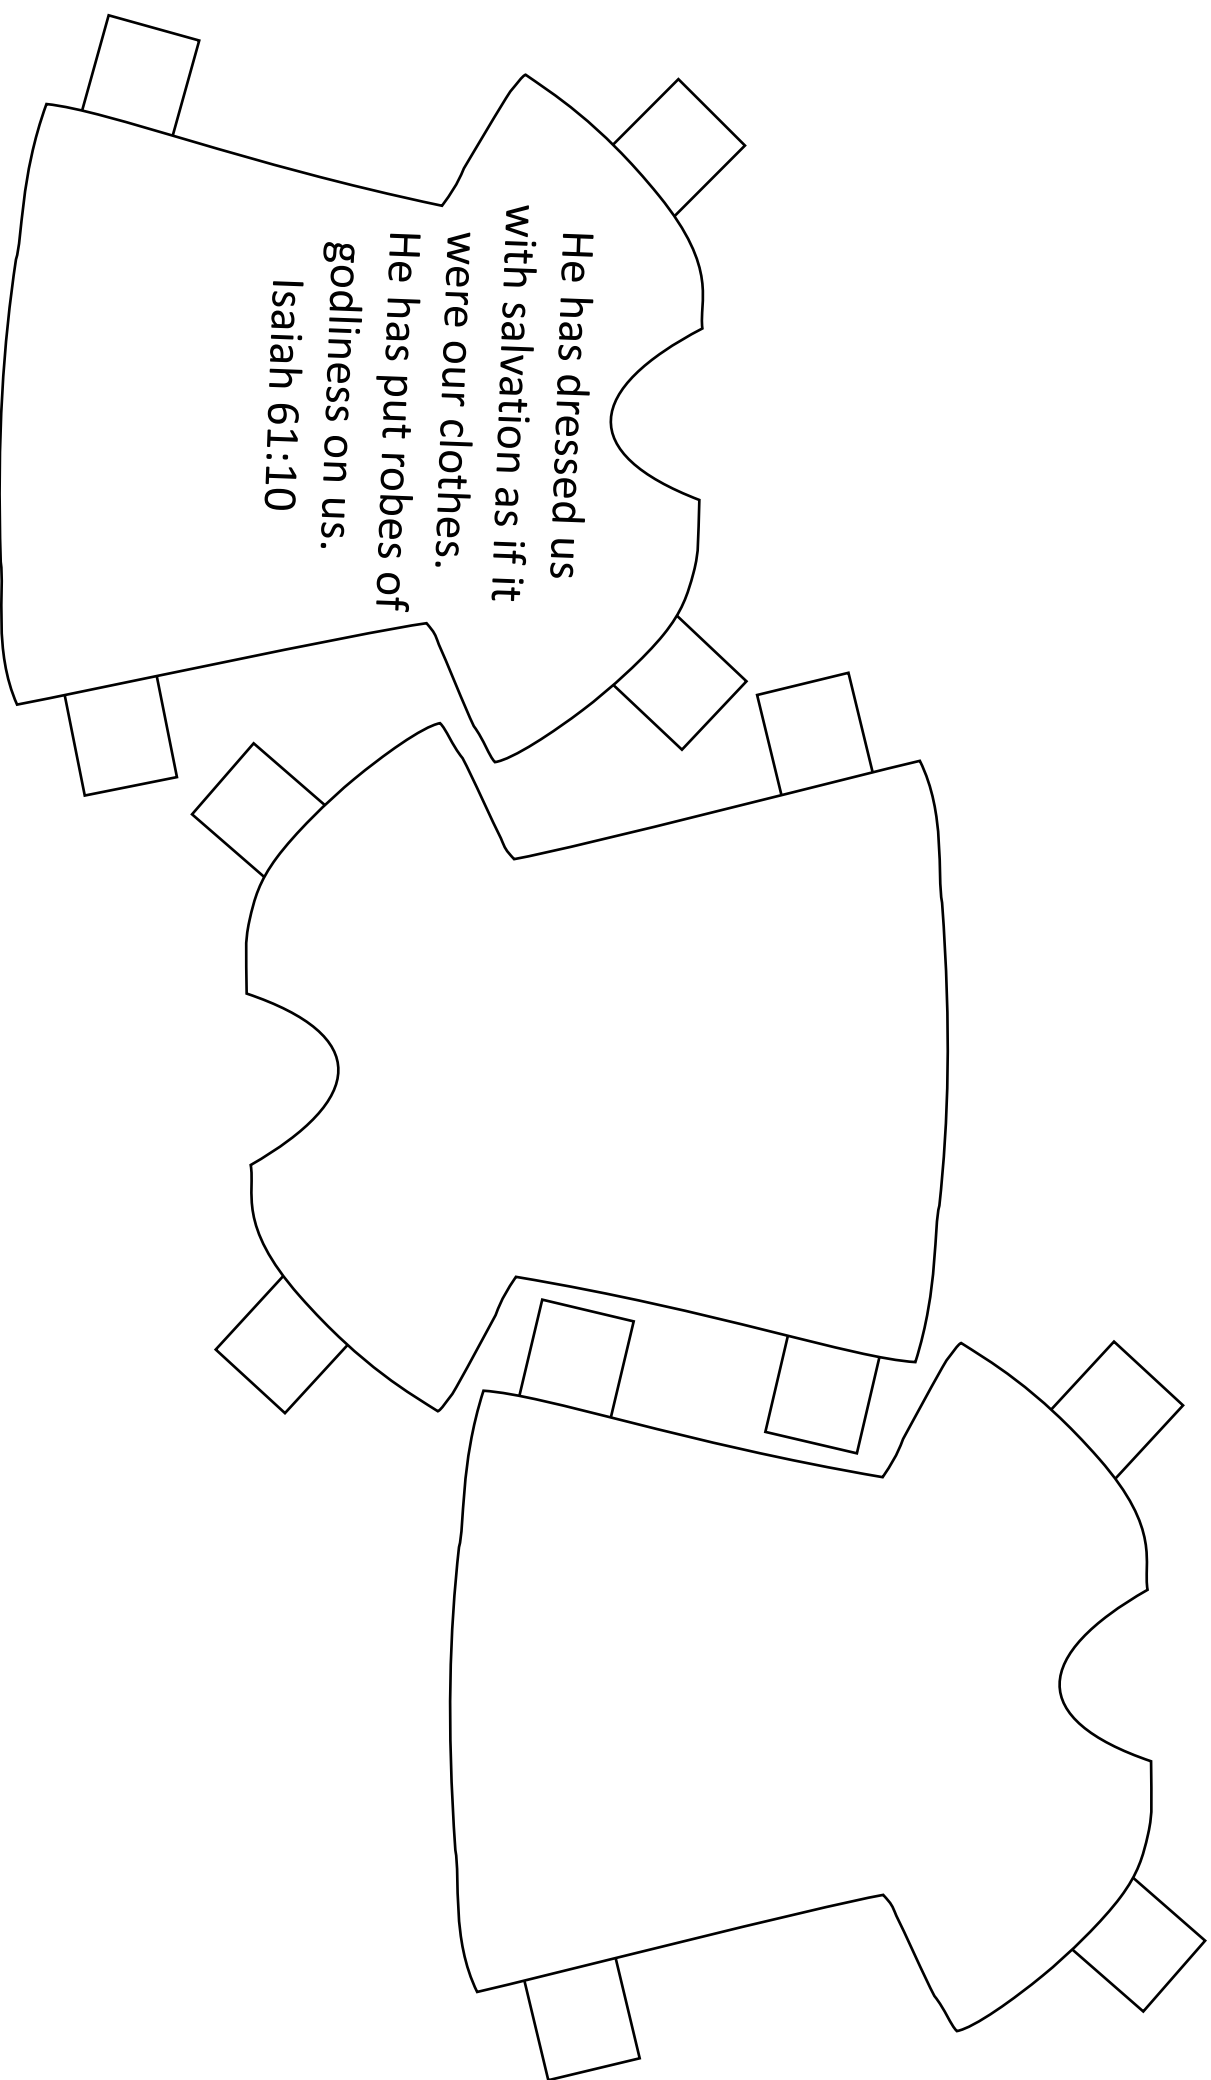 He has dressed us
with salvation as if it
were our clothes.
He has put robes of
godliness on us.
Isaiah 61:10